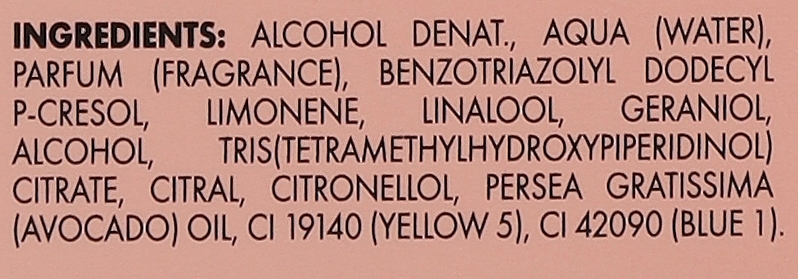 INGREDIENTS: ALCOHOL DENAT., AQUA (WATER),
PARFUM (FRAGRANCE), BENZOTRIAZOLYL DODECYL
P-CRESOL, LIMONENE, LINALOOL, GERANIOL,
ALCOHOL, TRIS(TETRAMETHYLHYDROXYPIPERIDINOL)
CITRATE, CITRAL, CITRONELLOL, PERSEA GRATISSIMA
(AVOCADO) OIL, CI 19140 (YELLOW 5), CI 42090 (BLUE 1).